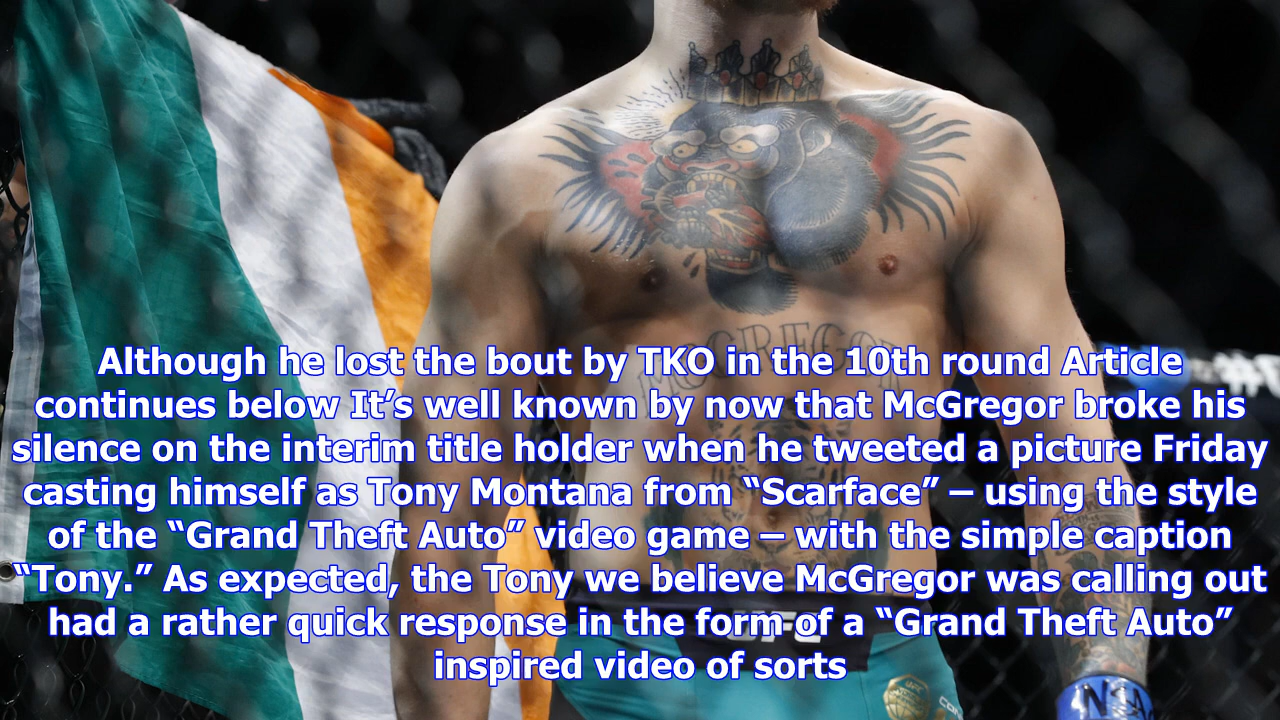 McGREGOR
Although he lost the bout by TKO in the 10th round Article
continues below It’s well known by now that McGregor broke his
silence on the interim title holder when he tweeted a picture Friday
casting himself as Tony Montana from “Scarface” – using the style
of the “Grand Theft Auto” video game – with the simple caption
“Tony.” As expected, the Tony we believe McGregor was calling out
had a rather quick response in the form of a “Grand Theft Auto”
inspired video of sorts
UFC